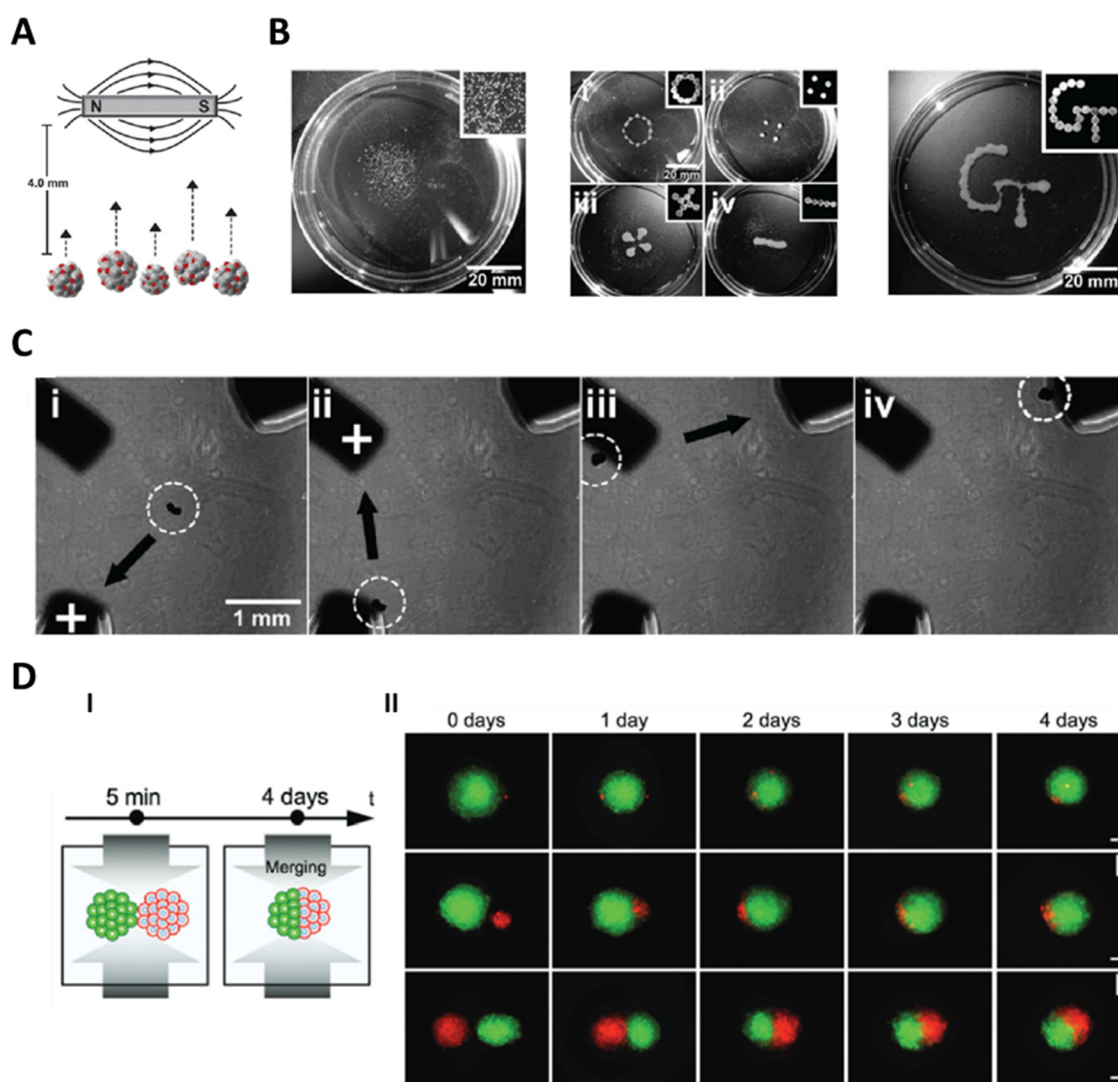 A
N
S
4.0 mm
B
20 mm
i
ii
20 mm
iii
iv
20 mm
C
i
+
1 mm
ii
+
iii
iv
D
I
5 min
4 days
t
Merging
II
0 days
1 day
2 days
3 days
4 days